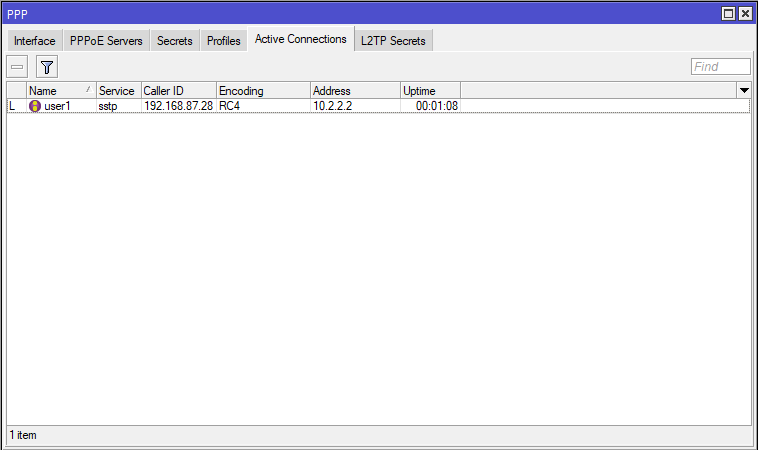 PPP
Interface PPPoE Servers Secrets Profiles Active Connections L2TP Secrets
Find
Name Service Caller ID Encoding Address Uptime
L user1 sstp 192.168.87.28 RC4 10.2.2.2 00:01:08
1 item